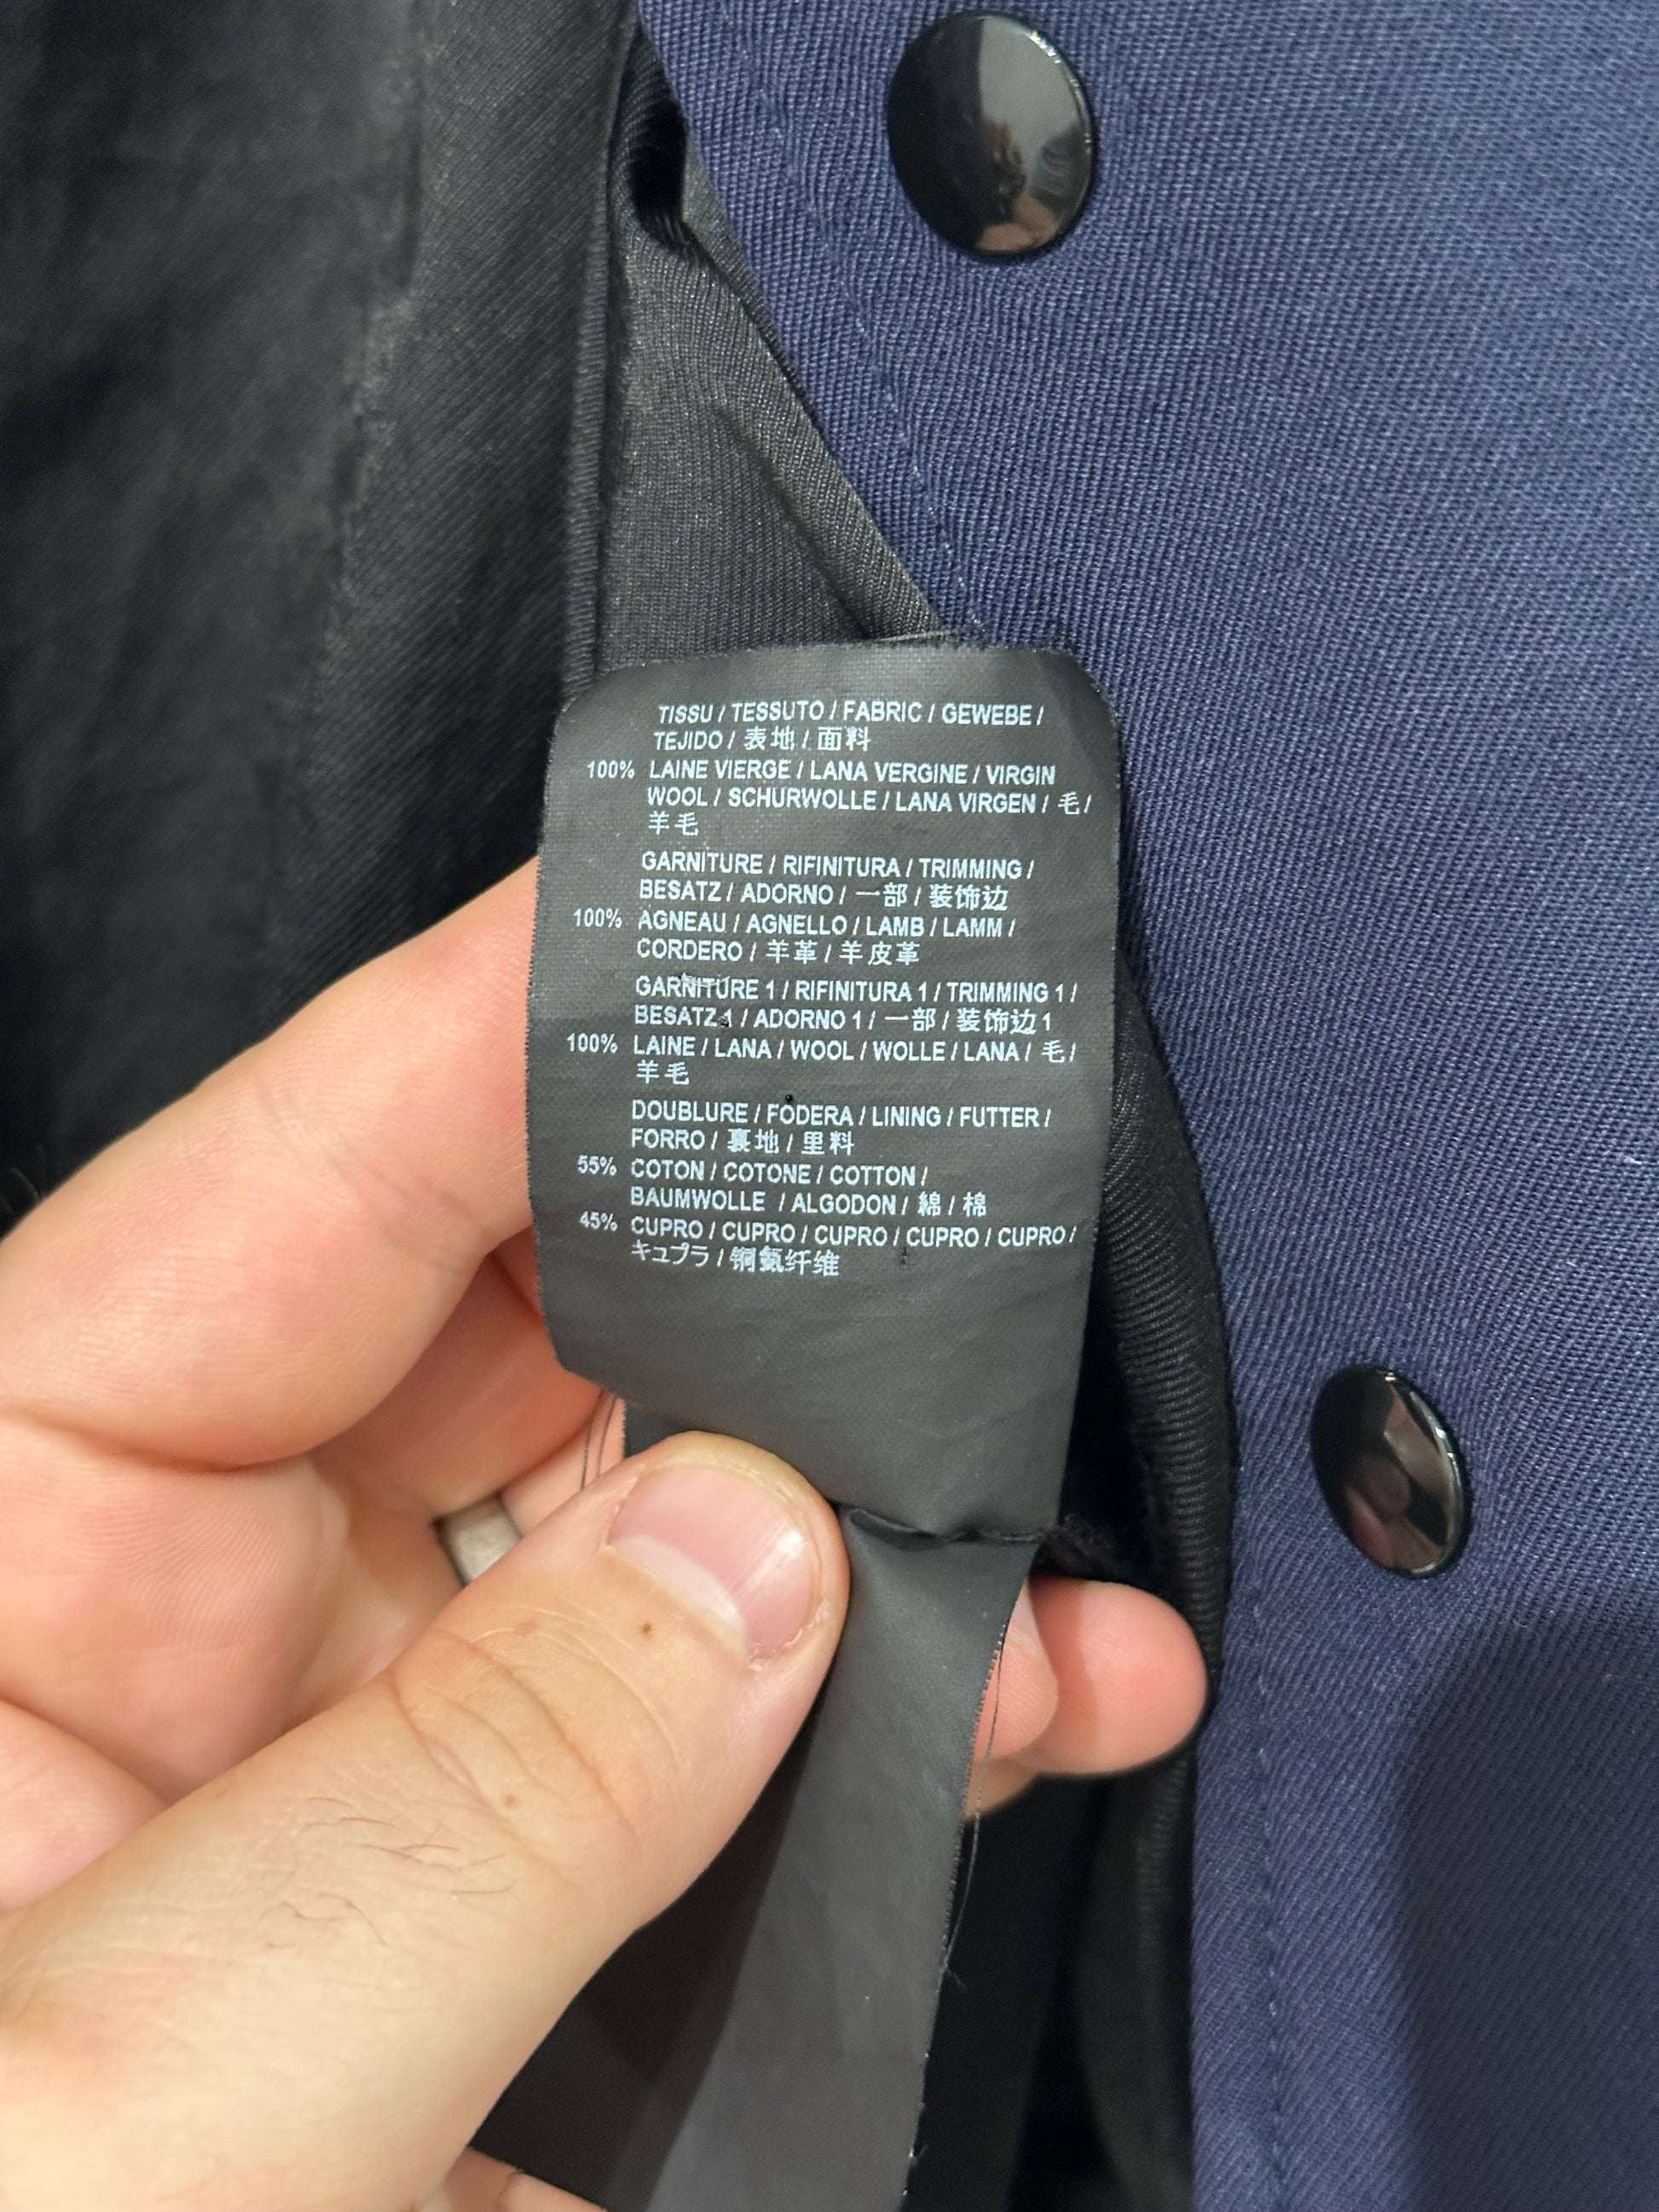 TISSU / TESSUTO / FABRIC / GEWEBE /
TEJIDO / 表地 / 面料
100% LAINE VIERGE / LANA VERGINE / VIRGIN
WOOL / SCHURWOLLE / LANA VIRGEN / 毛 /
羊毛
GARNITURE / RIFINITURA / TRIMMING /
BESATZ / ADORNO / 一部 / 装饰边
100% AGNEAU / AGNELLO / LAMB / LAMM /
CORDERO / 羊革 / 羊皮革
GARNITURE 1 / RIFINITURA 1 / TRIMMING 1 /
BESATZ 1 / ADORNO 1 / 一部 / 装饰边 1
100% LAINE / LANA / WOOL / WOLLE / LANA / 毛 /
羊毛
DOUBLURE / FODERA / LINING / FUTTER /
FORRO / 裏地 / 里料
55% COTON / COTONE / COTTON /
BAUMWOLLE / ALGODON / 綿 / 棉
45% CUPRO / CUPRO / CUPRO / CUPRO / CUPRO /
キュプラ / 铜氨纤维